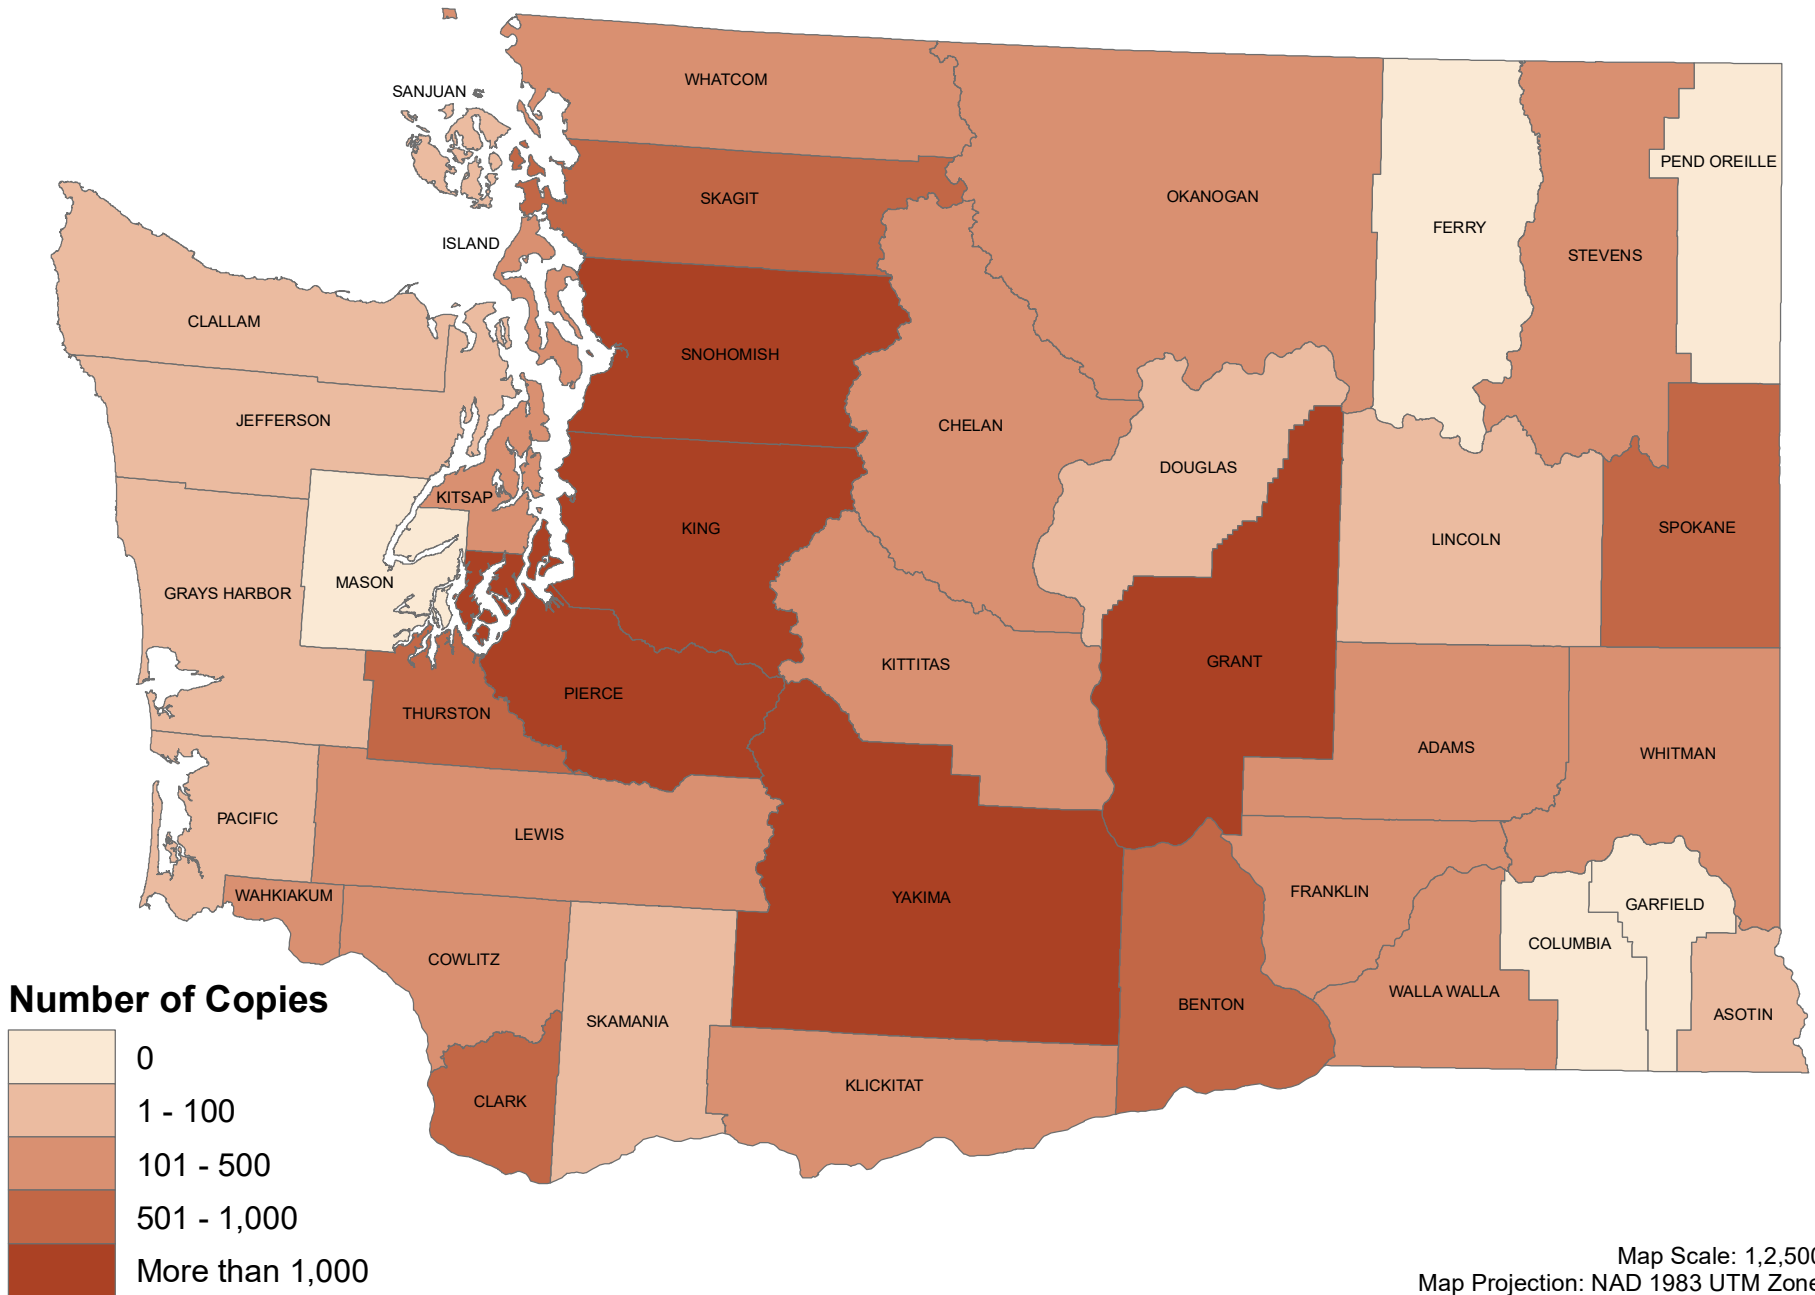 WHATCOM
SANJUAN
PEND OREILLE
SKAGIT
OKANOGAN
FERRY
ISLAND
STEVENS
CLALLAM
SNOHOMISH
JEFFERSON
CHELAN
DOUGLAS
KITSAP
KING
SPOKANE
LINCOLN
MASON
GRAYS HARBOR
KITTITAS
GRANT
PIERCE
THURSTON
ADAMS
WHITMAN
PACIFIC
LEWIS
WAHKIAKUM
YAKIMA
FRANKLIN
GARFIELD
COLUMBIA
COWLITZ
WALLA WALLA
BENTON
SKAMANIA
ASOTIN
KLICKITAT
CLARK
Number of Copies
0
1 - 100
101 - 500
501 - 1,000
More than 1,000
Map Scale: 1,2,500
Map Projection: NAD 1983 UTM Zone